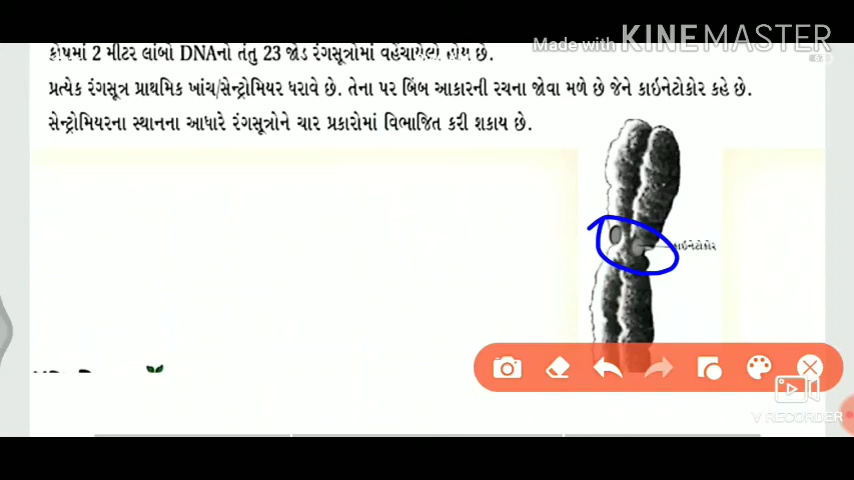 Made with KINEMASTER
કોષમાં 2 મીટર લાંબો DNAનો તંતુ 23 જોડ રંગસૂત્રોમાં વહેંચાયેલો હોય છે.
પ્રત્યેક રંગસૂત્ર પ્રાથમિક ખાંચ/સેન્ટ્રોમિયર ધરાવે છે. તેના પર બિંબ આકારની રચના જોવા મળે છે જેને કાઇનેટોકોર કહે છે.
સેન્ટ્રોમિયરના સ્થાનના આધારે રંગસૂત્રોને ચાર પ્રકારોમાં વિભાજિત કરી શકાય છે.
કાઇનેટોકોર
V RECORDER